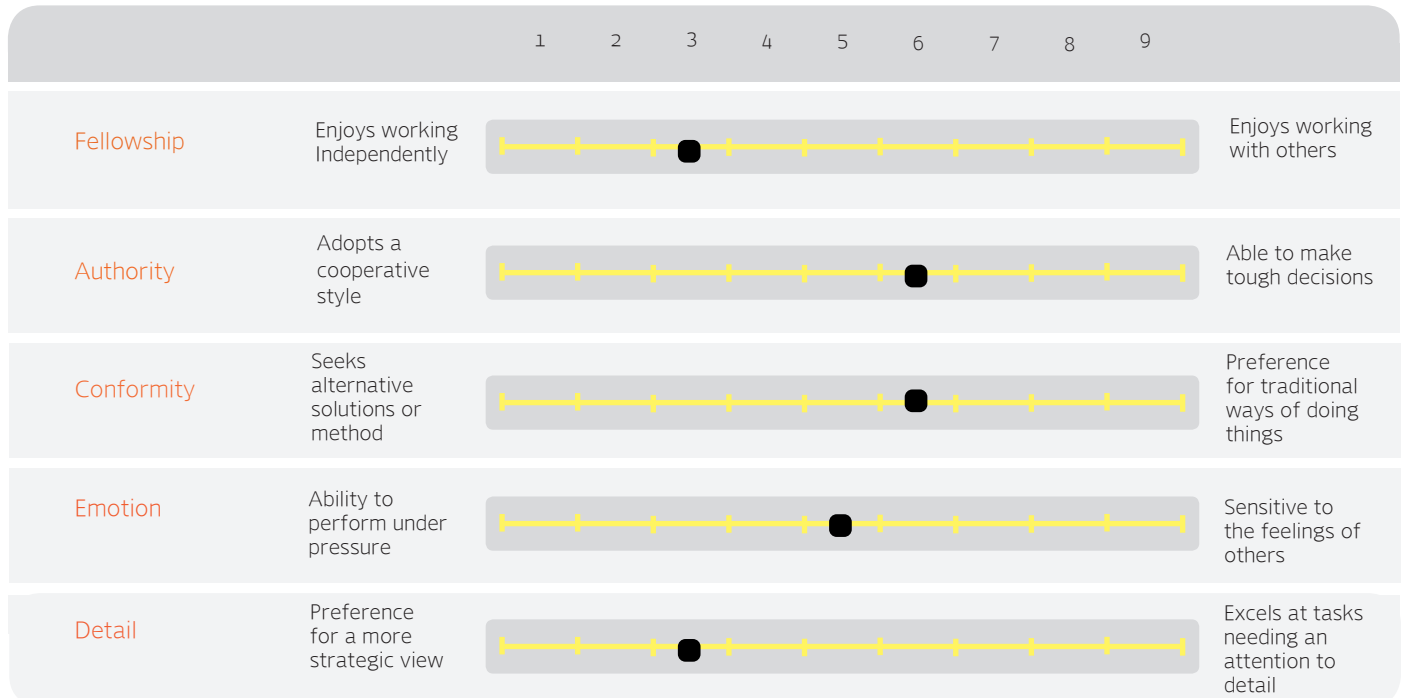 1 2 3 4 5 6 7 8 9
Fellowship
Enjoys working
Independently
Enjoys working
with others
Authority
Adopts a
cooperative
style
Able to make
tough decisions
Conformity
Seeks
alternative
solutions or
method
Preference
for traditional
ways of doing
things
Emotion
Ability to
perform under
pressure
Sensitive to
the feelings of
others
Detail
Preference
for a more
strategic view
Excels at tasks
needing an
attention to
detail